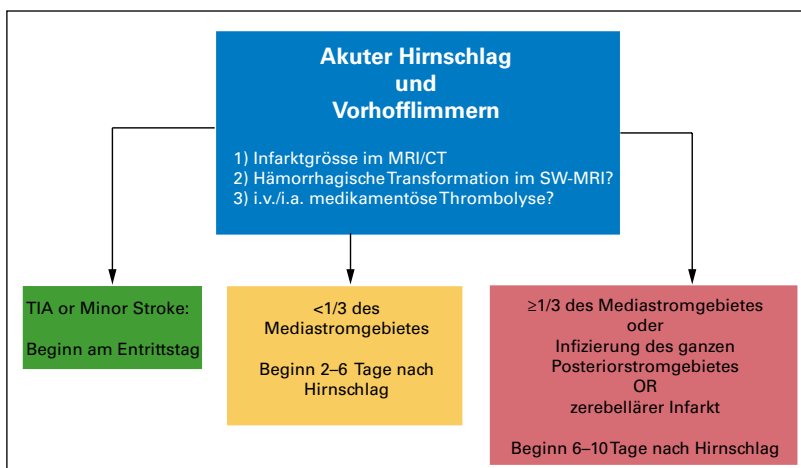 Akuter Hirnschlag
und
Vorhofflimmern
1) Infarktgrösse im MRI/CT
2) Hämorrhagische Transformation im SW-MRI?
3) i.v./i.a. medikamentöse Thrombolyse?
TIA or Minor Stroke:
Beginn am Entrittstag
<1/3 des
Mediastromgebietes
Beginn 2–6 Tage nach
Hirnschlag
≥1/3 des Mediastromgebietes
oder
Infizierung des ganzen
Posteriorstromgebietes
OR
zerebellärer Infarkt
Beginn 6–10 Tage nach Hirnschlag